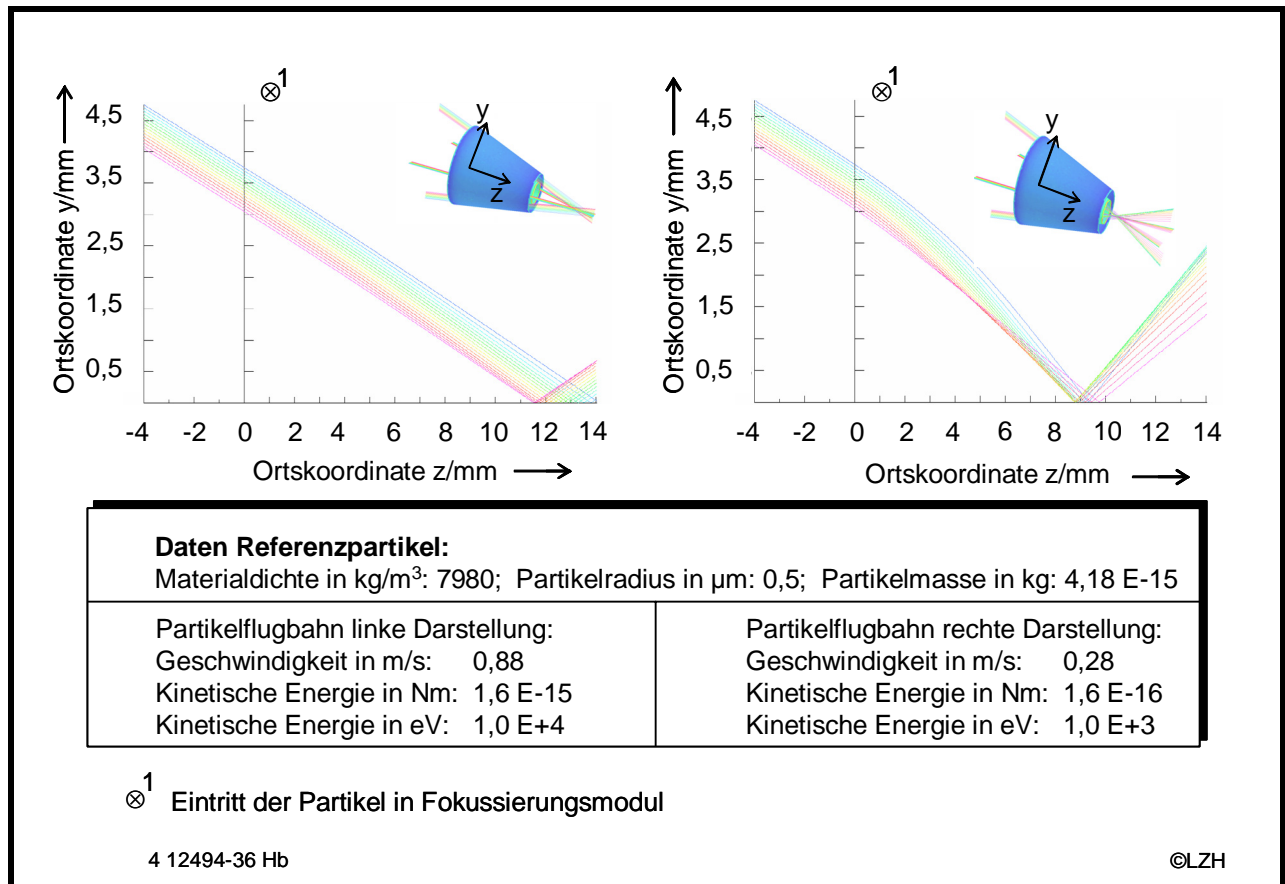 ⊗1
4,5
3,5
2,5
1,5
0,5
Ortskoordinate y/mm
y
z
-4 -2 0 2 4 6 8 10 12 14
Ortskoordinate z/mm
⊗1
4,5
3,5
2,5
1,5
0,5
Ortskoordinate y/mm
y
z
-4 -2 0 2 4 6 8 10 12 14
Ortskoordinate z/mm
Daten Referenzpartikel:
Materialdichte in kg/m³: 7980; Partikelradius in µm: 0,5; Partikelmasse in kg: 4,18 E-15
Partikelflugbahn linke Darstellung:
Geschwindigkeit in m/s: 0,88
Kinetische Energie in Nm: 1,6 E-15
Kinetische Energie in eV: 1,0 E+4
Partikelflugbahn rechte Darstellung:
Geschwindigkeit in m/s: 0,28
Kinetische Energie in Nm: 1,6 E-16
Kinetische Energie in eV: 1,0 E+3
⊗1 Eintritt der Partikel in Fokussierungsmodul
4 12494-36 Hb
©LZH